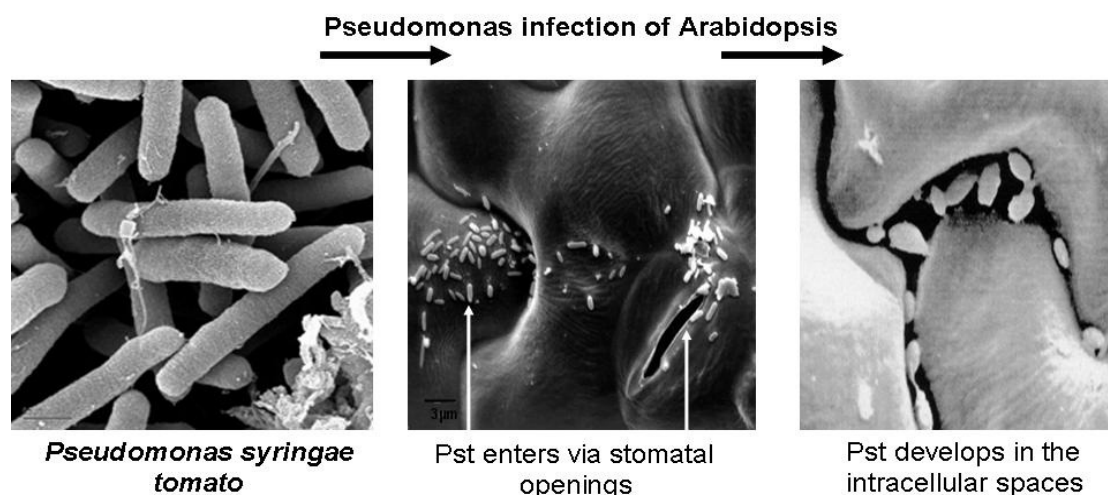 Pseudomonas infection of Arabidopsis
3µm
Pseudomonas syringae
tomato
Pst enters via stomatal
openings
Pst develops in the
intracellular spaces